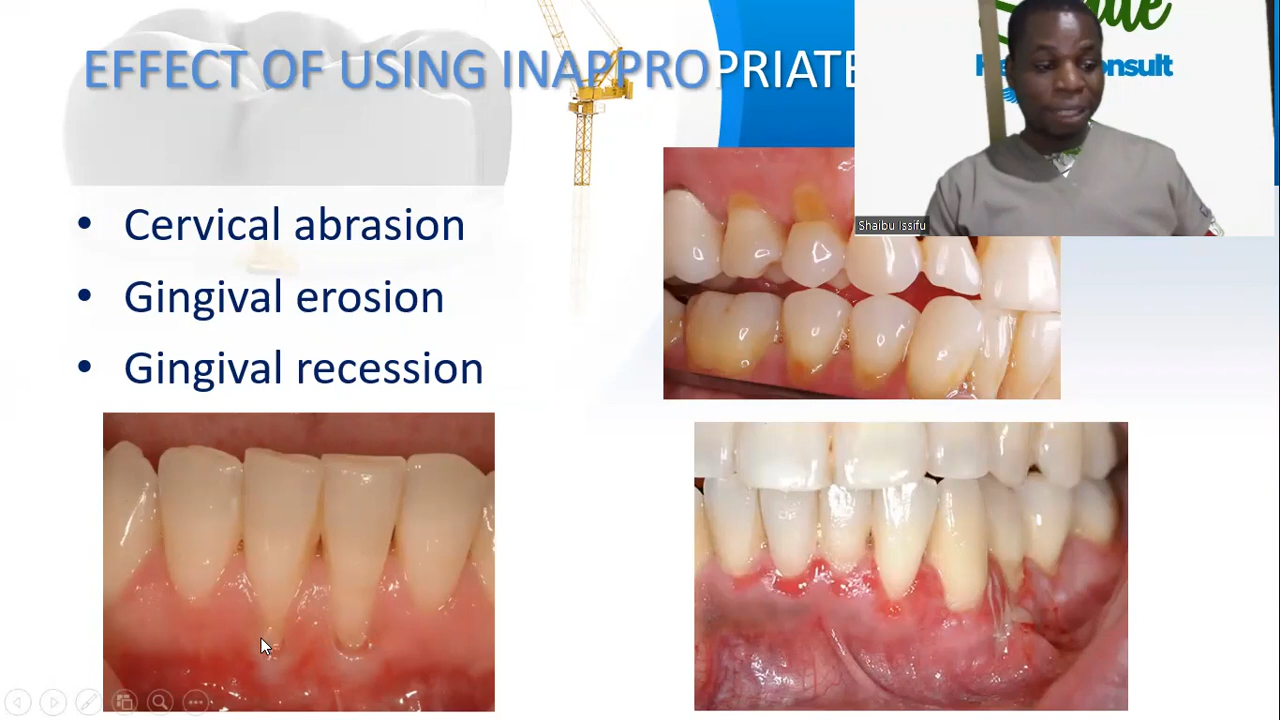 EFFECT OF USING INAPPROPRIATE
• Cervical abrasion
• Gingival erosion
• Gingival recession
Shaibu Issifu